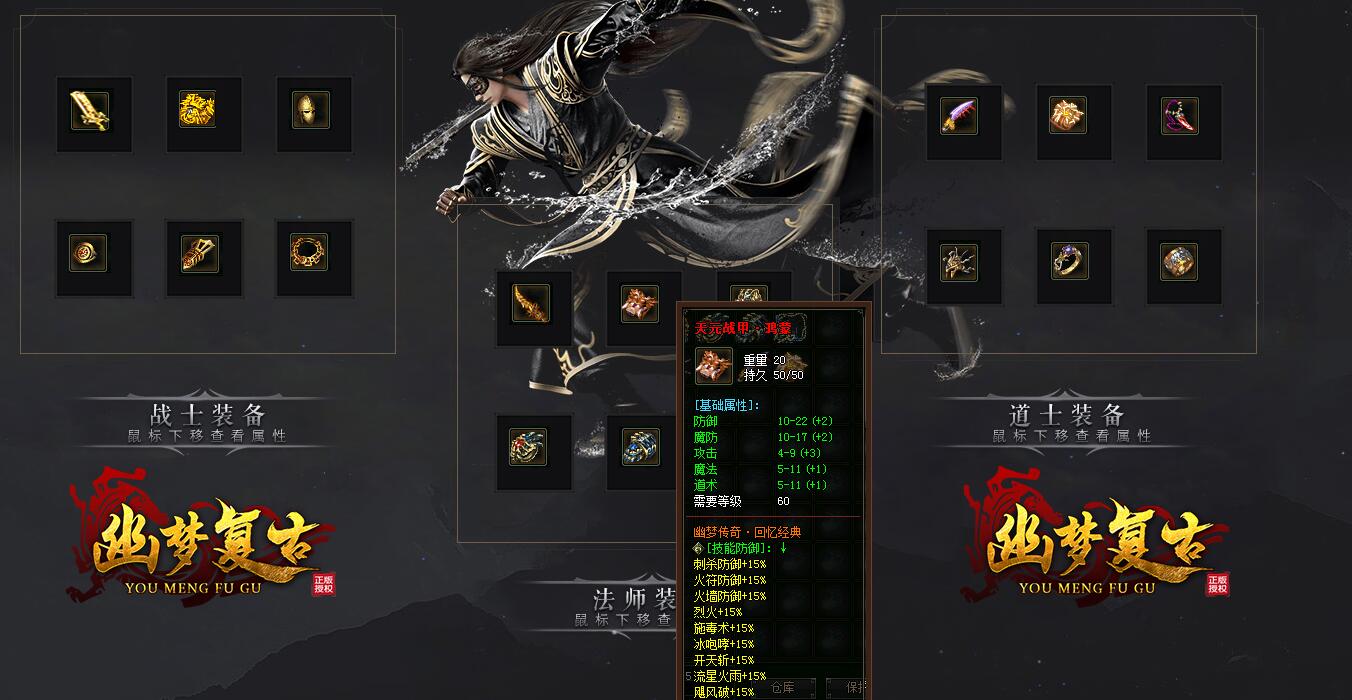 战士装备
鼠标下移查看属性
幽梦复古
YOU MENG FU GU
正版
授权
天元战甲·鸿蒙
重量 20
持久 50/50
[基础属性]:
防御 10-22 (+2)
魔防 10-17 (+2)
攻击 4-9 (+3)
魔法 5-11 (+1)
道术 5-11 (+1)
需要等级 60
幽梦传奇·回忆经典
[技能防御]:↓
刺杀防御+15%
火符防御+15%
火墙防御+15%
烈火+15%
施毒术+15%
冰咆哮+15%
开天斩+15%
流星火雨+15%
飓风破+15%
仓库
保护
法师装
鼠标下移查
道士装备
鼠标下移查看属性
幽梦复古
YOU MENG FU GU
正版
授权